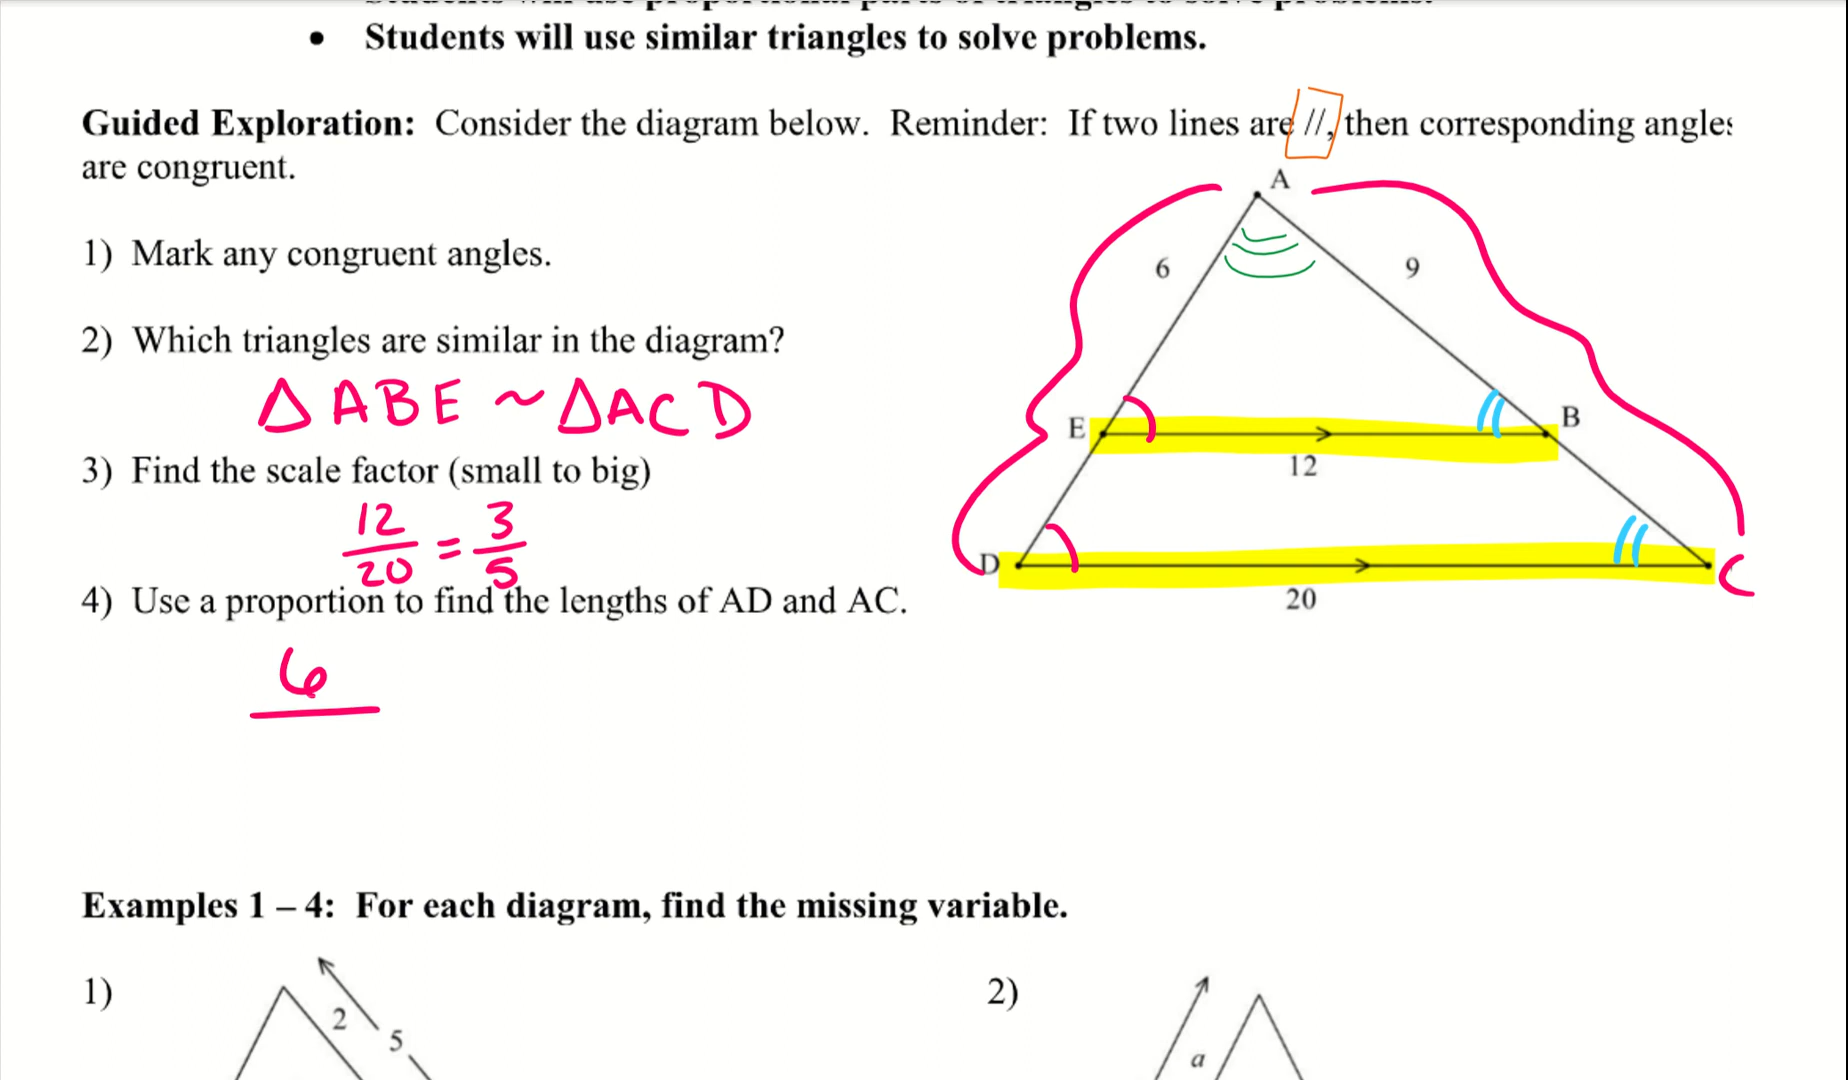 • Students will use similar triangles to solve problems.
Guided Exploration: Consider the diagram below. Reminder: If two lines are //, then corresponding angles
are congruent.
1) Mark any congruent angles.
2) Which triangles are similar in the diagram?
△ABE ~ △ACD
3) Find the scale factor (small to big)
12/20 = 3/5
4) Use a proportion to find the lengths of AD and AC.
6
A
6
9
E
B
12
D
C
20
Examples 1 – 4: For each diagram, find the missing variable.
1)
2
5
2)
a